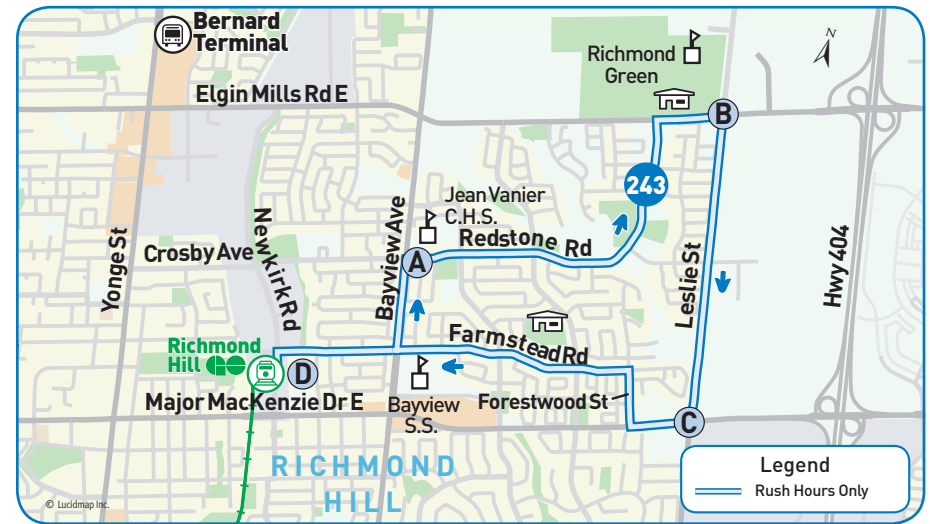 Bernard
Terminal
Richmond
Green
N
Elgin Mills Rd E
B
243
Jean Vanier
C.H.S.
Redstone Rd
A
Crosby Ave
Newkirk Rd
Yonge St
Bayview Ave
Leslie St
Hwy 404
Farmstead Rd
Richmond
Hill
D
Major MacKenzie Dr E
Bayview
S.S.
Forestwood St
C
RICHMOND
HILL
Legend
Rush Hours Only
© Lucidmap Inc.